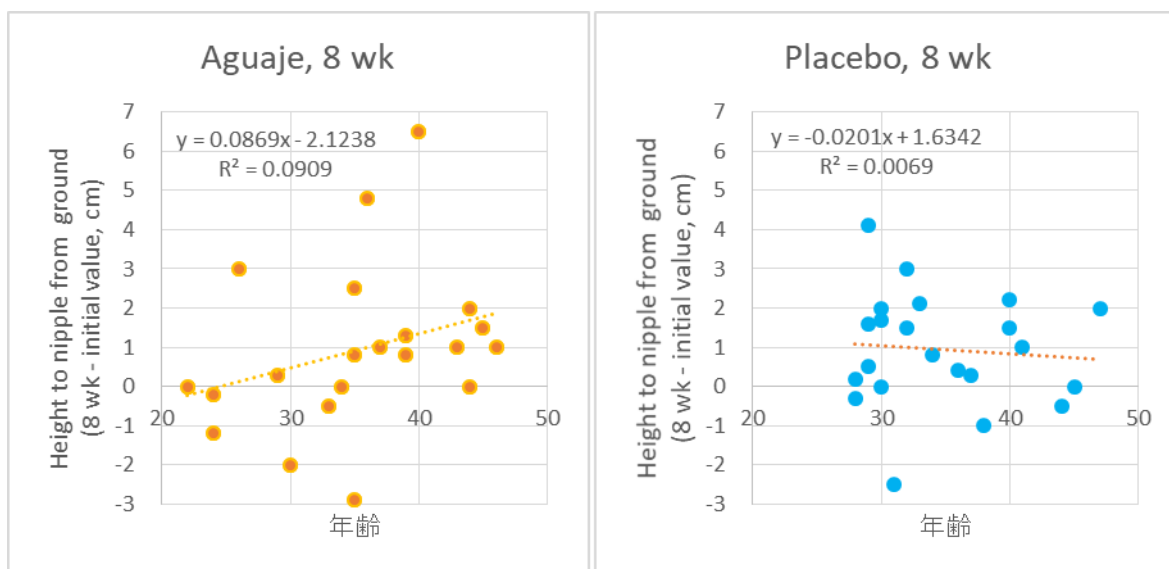 Aguaje, 8 wk
Height to nipple from ground
(8 wk - initial value, cm)
7
6
5
4
3
2
1
0
-1
-2
-3
y = 0.0869x - 2.1238
R² = 0.0909
20
30
40
50
年齢
Placebo, 8 wk
Height to nipple from ground
(8 wk - initial value, cm)
7
6
5
4
3
2
1
0
-1
-2
-3
y = -0.0201x + 1.6342
R² = 0.0069
20
30
40
50
年齢